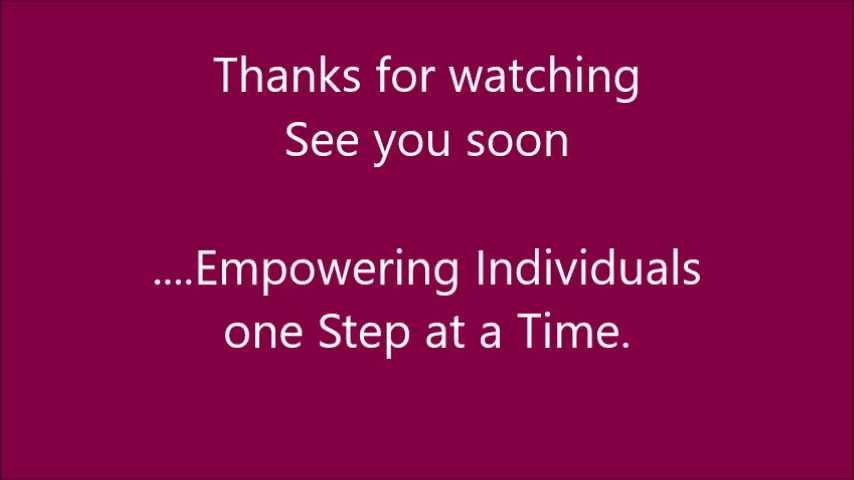 Thanks for watching
See you soon
....Empowering Individuals
one Step at a Time.